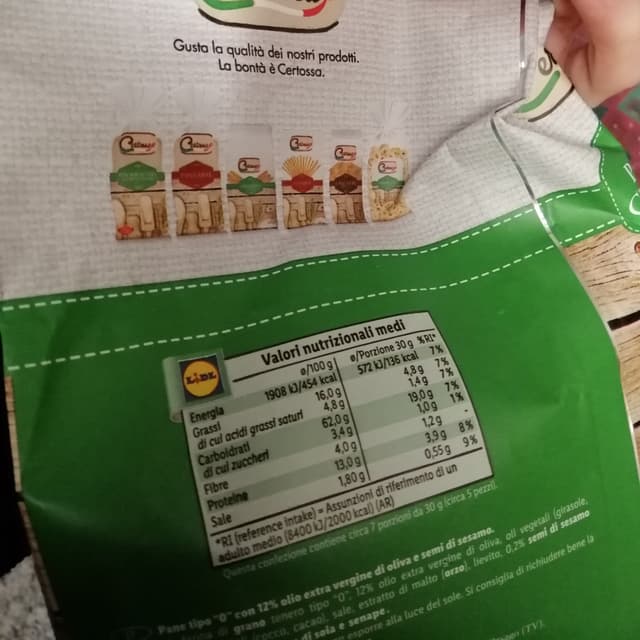 Gusta la qualità dei nostri prodotti.
La bontà è Certossa.
LIDL
Valori nutrizionali medi
ø/100 g ø/Porzione 30 g %RI*
Energia 1908 kJ/454 kcal 572 kJ/136 kcal 7%
Grassi 16,0 g 4,8 g 7%
di cui acidi grassi saturi 4,8 g 1,4 g 7%
Carboidrati 62,0 g 19,0 g 7%
di cui zuccheri 3,4 g 1,0 g 1%
Fibre 4,0 g 1,2 g -
Proteine 13,0 g 3,9 g 8%
Sale 1,80 g 0,55 g 9%
*RI (reference intake) = Assunzioni di riferimento di un
adulto medio (8400 kJ/2000 kcal) (AR)
Questa confezione contiene circa 7 porzioni da 30 g (circa 5 pezzi).
Pane tipo "0" con 12% olio extra vergine di oliva e semi di sesamo.
di grano tenero tipo "0", 12% olio extra vergine di oliva, oli vegetali (girasole,
cacao), sale, estratto di malto (orzo), lievito, 0,2% semi di sesamo
di soia e senape.
esporre alla luce del sole. Si consiglia di richiudere bene la
(TV).